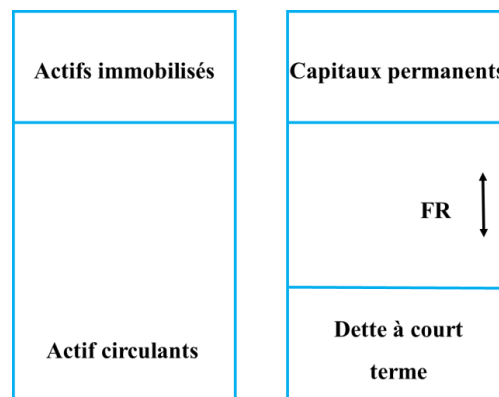 Actifs immobilisés
Capitaux permanents
FR
Actif circulants
Dette à court
terme